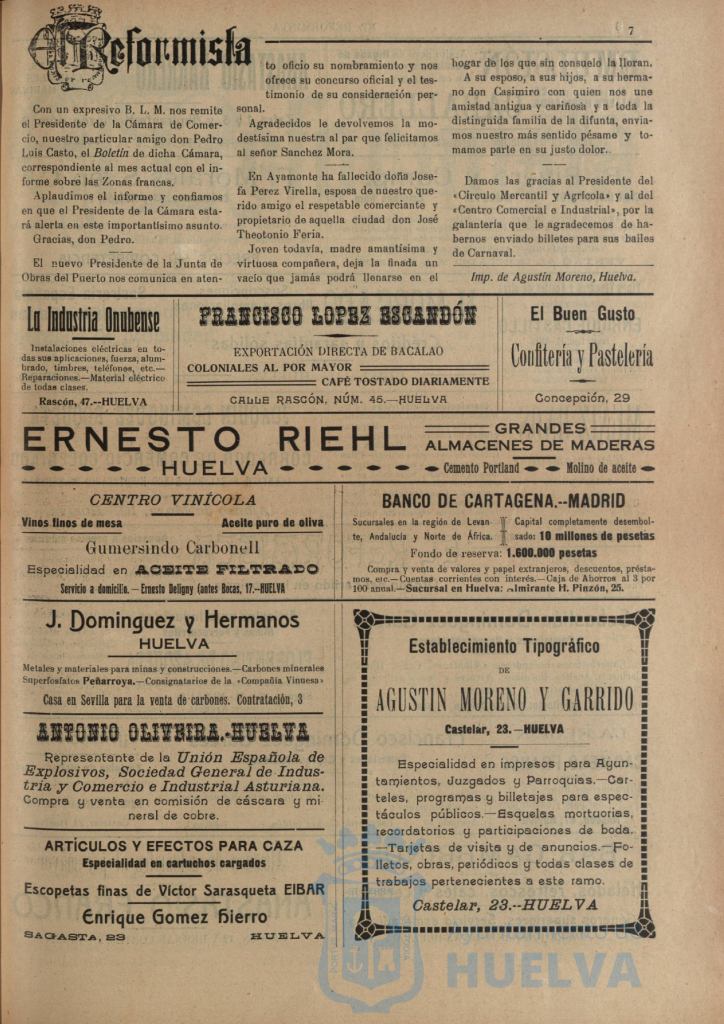 El Reformista
7
Con un expresivo B. L. M. nos remite
el Presidente de la Cámara de Comer-
cio, nuestro particular amigo don Pedro
Luis Casto, el Boletín de dicha Cámara,
correspondiente al mes actual con el in-
forme sobre las Zonas francas.
Aplaudimos el informe y confiamos
en que el Presidente de la Cámara esta-
rá alerta en este importantísimo asunto.
Gracias, don Pedro.
El nuevo Presidente de la Junta de
Obras del Puerto nos comunica en aten-
to oficio su nombramiento y nos
ofrece su concurso oficial y el tes-
timonio de su consideración per-
sonal.
Agradecidos le devolvemos la mo-
destísima nuestra al par que felicitamos
al señor Sanchez Mora.
En Ayamonte ha fallecido doña Jose-
fa Perez Virella, esposa de nuestro que-
rido amigo el respetable comerciante y
propietario de aquella ciudad don José
Theotonio Feria.
Joven todavía, madre amantísima y
virtuosa compañera, deja la finada un
vacío que jamás podrá llenarse en el
hogar de los que sin consuelo la lloran.
A su esposo, a sus hijos, a su herma-
no don Casimiro con quien nos une
amistad antigua y cariñosa y a toda la
distinguida familia de la difunta, envia-
mos nuestro más sentido pésame y to-
mamos parte en su justo dolor.
Damos las gracias al Presidente del
«Círculo Mercantil y Agrícola» y al del
«Centro Comercial e Industrial», por la
galantería que le agradecemos de ha-
bernos enviado billetes para sus bailes
de Carnaval.
Imp. de Agustín Moreno, Huelva.
La Industria Onubense
Instalaciones eléctricas en to-
das sus aplicaciones, fuerza, alum-
brado, timbres, teléfonos, etc.—
Reparaciones.—Material eléctrico
de todas clases.
Rascón, 47.--HUELVA
FRANCISCO LOPEZ ESCANDÓN
EXPORTACIÓN DIRECTA DE BACALAO
COLONIALES AL POR MAYOR
CAFÉ TOSTADO DIARIAMENTE
CALLE RASCÓN, NÚM. 45.—HUELVA
El Buen Gusto
Confitería y Pastelería
Concepción, 29
ERNESTO RIEHL
HUELVA
GRANDES
ALMACENES DE MADERAS
Cemento Portland
Molino de aceite
CENTRO VINÍCOLA
Vinos finos de mesa
Aceite puro de oliva
Gumersindo Carbonell
Especialidad en ACEITE FILTRADO
Servicio a domicilio.—Ernesto Deligny (antes Bocas, 17.--HUELVA
BANCO DE CARTAGENA.--MADRID
Sucursales en la región de Levan-
te, Andalucía y Norte de África.
Capital completamente desembol-
sado: 10 millones de pesetas
Fondo de reserva: 1.600.000 pesetas
Compra y venta de valores y papel extranjeros, descuentos, présta-
mos, etc.—Cuentas corrientes con interés.—Caja de Ahorros al 3 por
100 anual.—Sucursal en Huelva: Almirante H. Pinzón, 25.
J. Dominguez y Hermanos
HUELVA
Metales y materiales para minas y construcciones.—Carbones minerales
Superfosfatos Peñarroya.—Consignatarios de la «Compañía Vinuesa»
Casa en Sevilla para la venta de carbones. Contratación, 3
ANTONIO OLIVEIRA.-HUELVA
Representante de la Unión Española de
Explosivos, Sociedad General de Indus-
tria y Comercio e Industrial Asturiana.
Compra y venta en comisión de cáscara y mi-
neral de cobre.
ARTÍCULOS Y EFECTOS PARA CAZA
Especialidad en cartuchos cargados
Escopetas finas de Víctor Sarasqueta EIBAR
Enrique Gomez Hierro
SAGASTA, 23
HUELVA
Establecimiento Tipográfico
DE
AGUSTIN MORENO Y GARRIDO
Castelar, 23.—HUELVA
Especialidad en impresos para Ayun-
tamientos, Juzgados y Parroquias.—Car-
teles, programas y billetajes para espec-
táculos públicos.—Esquelas mortuorias,
recordatorios y participaciones de boda.
—Tarjetas de visita y de anuncios.—Fo-
lletos, obras, periódicos y todas clases de
trabajos pertenecientes a este ramo.
Castelar, 23.--HUELVA
Ayuntamiento
HUELVA